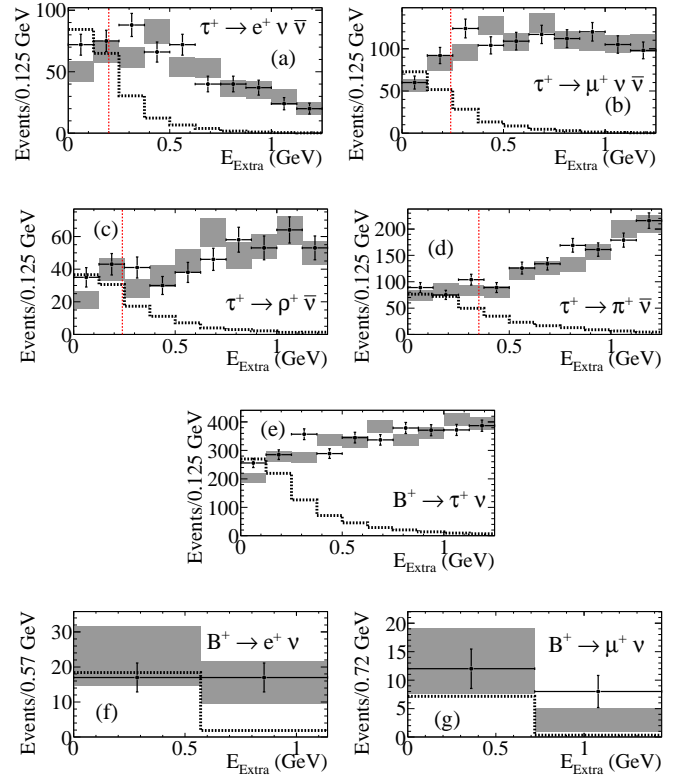 Events/0.125 GeV
100
50
0
τ⁺ → e⁺ ν ν̄
(a)
0 0.5 1
E_Extra (GeV)
Events/0.125 GeV
100
50
0
τ⁺ → μ⁺ ν ν̄
(b)
0 0.5 1
E_Extra (GeV)
Events/0.125 GeV
60
40
20
0
(c)
τ⁺ → ρ⁺ ν̄
0 0.5 1
E_Extra (GeV)
Events/0.125 GeV
200
150
100
50
0
(d)
τ⁺ → π⁺ ν̄
0 0.5 1
E_Extra (GeV)
Events/0.125 GeV
400
300
200
100
0
(e)
B⁺ → τ⁺ ν
0 0.5 1
E_Extra (GeV)
Events/0.57 GeV
30
20
10
0
B⁺ → e⁺ ν
(f)
0 0.5 1
E_Extra (GeV)
Events/0.72 GeV
20
15
10
5
0
B⁺ → μ⁺ ν
(g)
0 0.5 1
E_Extra (GeV)